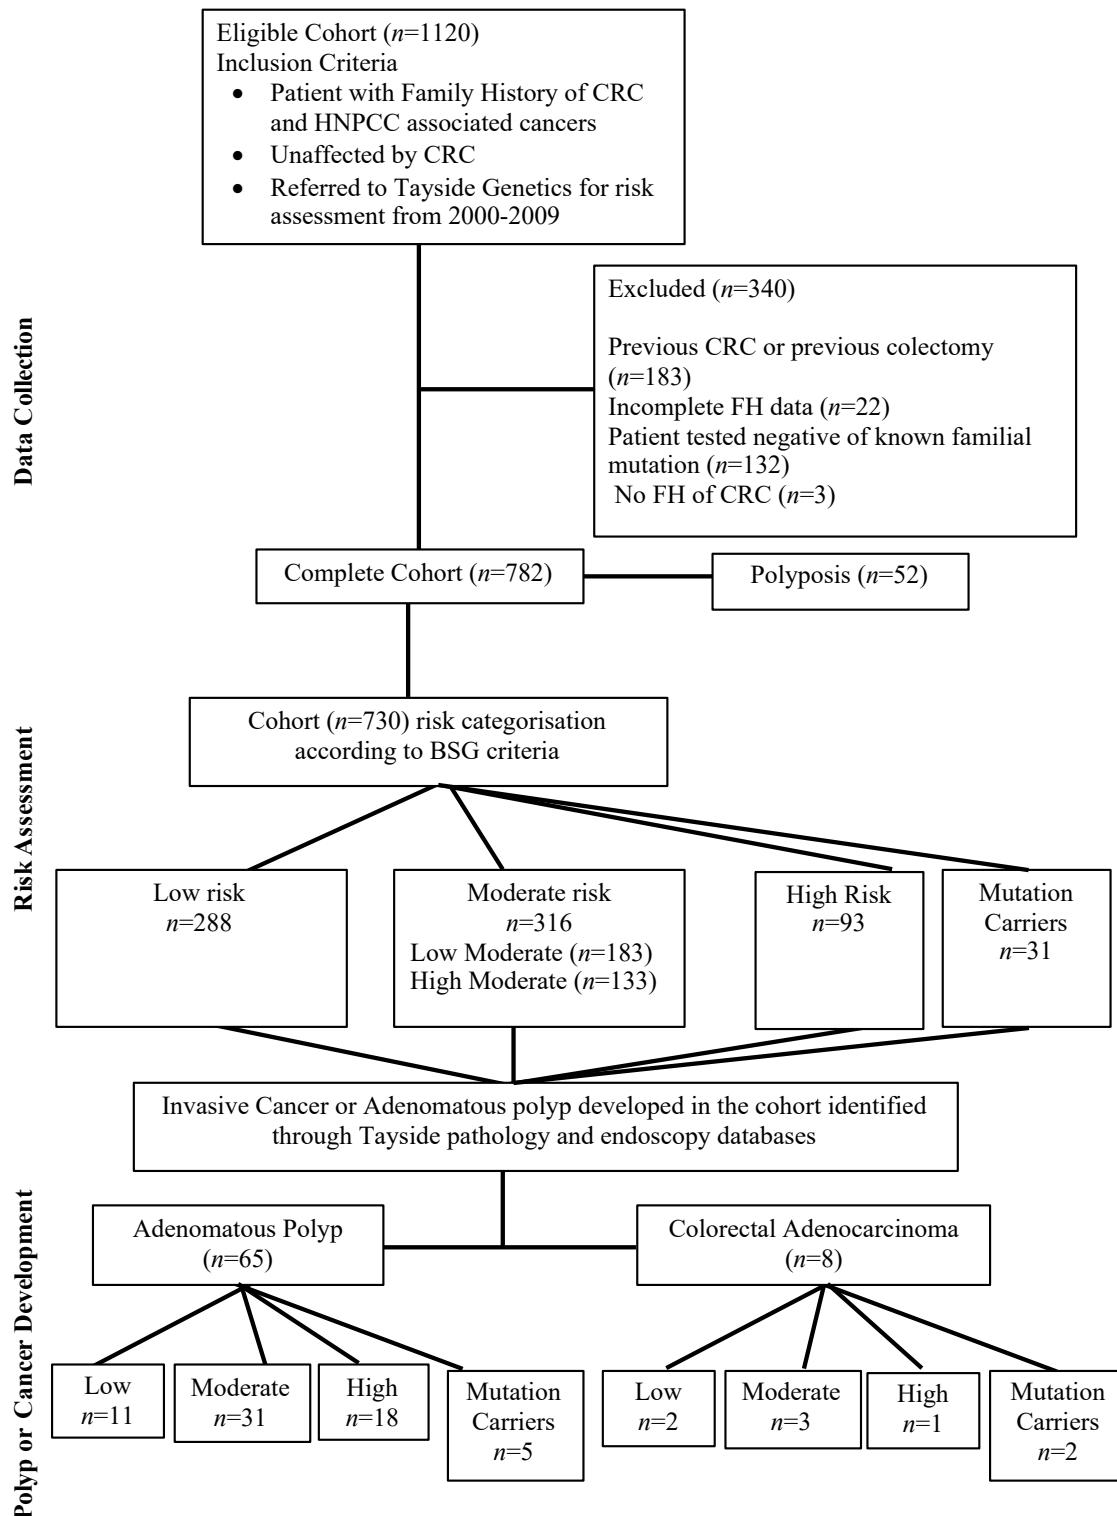 Eligible Cohort (n=1120)
Inclusion Criteria
• Patient with Family History of CRC
and HNPCC associated cancers
• Unaffected by CRC
• Referred to Tayside Genetics for risk
assessment from 2000-2009
Data Collection
Excluded (n=340)
Previous CRC or previous colectomy
(n=183)
Incomplete FH data (n=22)
Patient tested negative of known familial
mutation (n=132)
No FH of CRC (n=3)
Complete Cohort (n=782)
Polyposis (n=52)
Risk Assessment
Cohort (n=730) risk categorisation
according to BSG criteria
Low risk
n=288
Moderate risk
n=316
Low Moderate (n=183)
High Moderate (n=133)
High Risk
n=93
Mutation
Carriers
n=31
Invasive Cancer or Adenomatous polyp developed in the cohort identified
through Tayside pathology and endoscopy databases
Polyp or Cancer Development
Adenomatous Polyp
(n=65)
Colorectal Adenocarcinoma
(n=8)
Low
n=11
Moderate
n=31
High
n=18
Mutation
Carriers
n=5
Low
n=2
Moderate
n=3
High
n=1
Mutation
Carriers
n=2